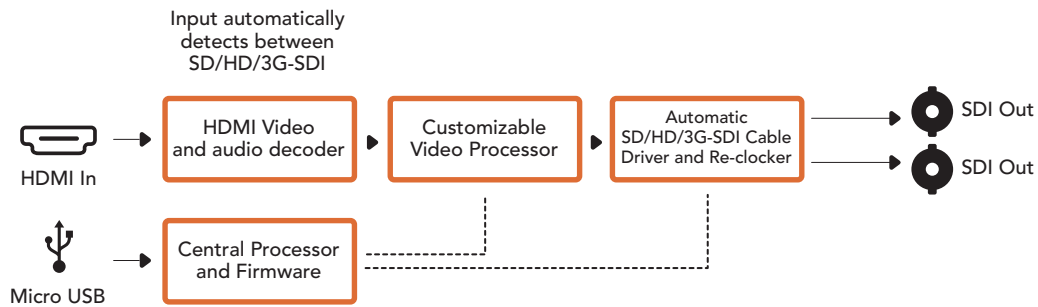 Input automatically
detects between
SD/HD/3G-SDI
HDMI In
HDMI Video
and audio decoder
Customizable
Video Processor
Automatic
SD/HD/3G-SDI Cable
Driver and Re-clocker
SDI Out
SDI Out
Micro USB
Central Processor
and Firmware